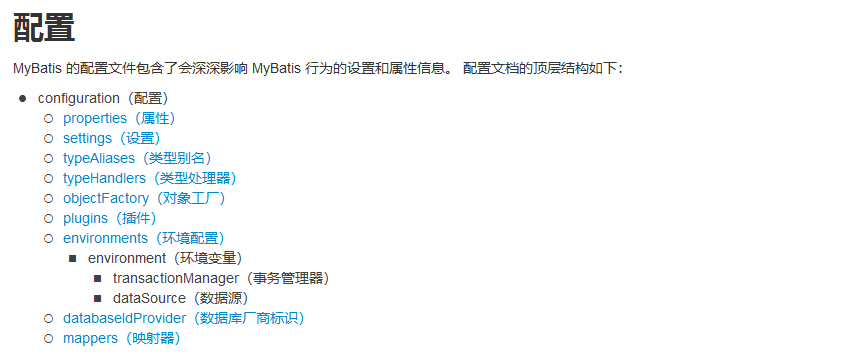 配置
MyBatis 的配置文件包含了会深深影响 MyBatis 行为的设置和属性信息。 配置文档的顶层结构如下：
configuration（配置）
properties（属性）
settings（设置）
typeAliases（类型别名）
typeHandlers（类型处理器）
objectFactory（对象工厂）
plugins（插件）
environments（环境配置）
environment（环境变量）
transactionManager（事务管理器）
dataSource（数据源）
databaseIdProvider（数据库厂商标识）
mappers（映射器）